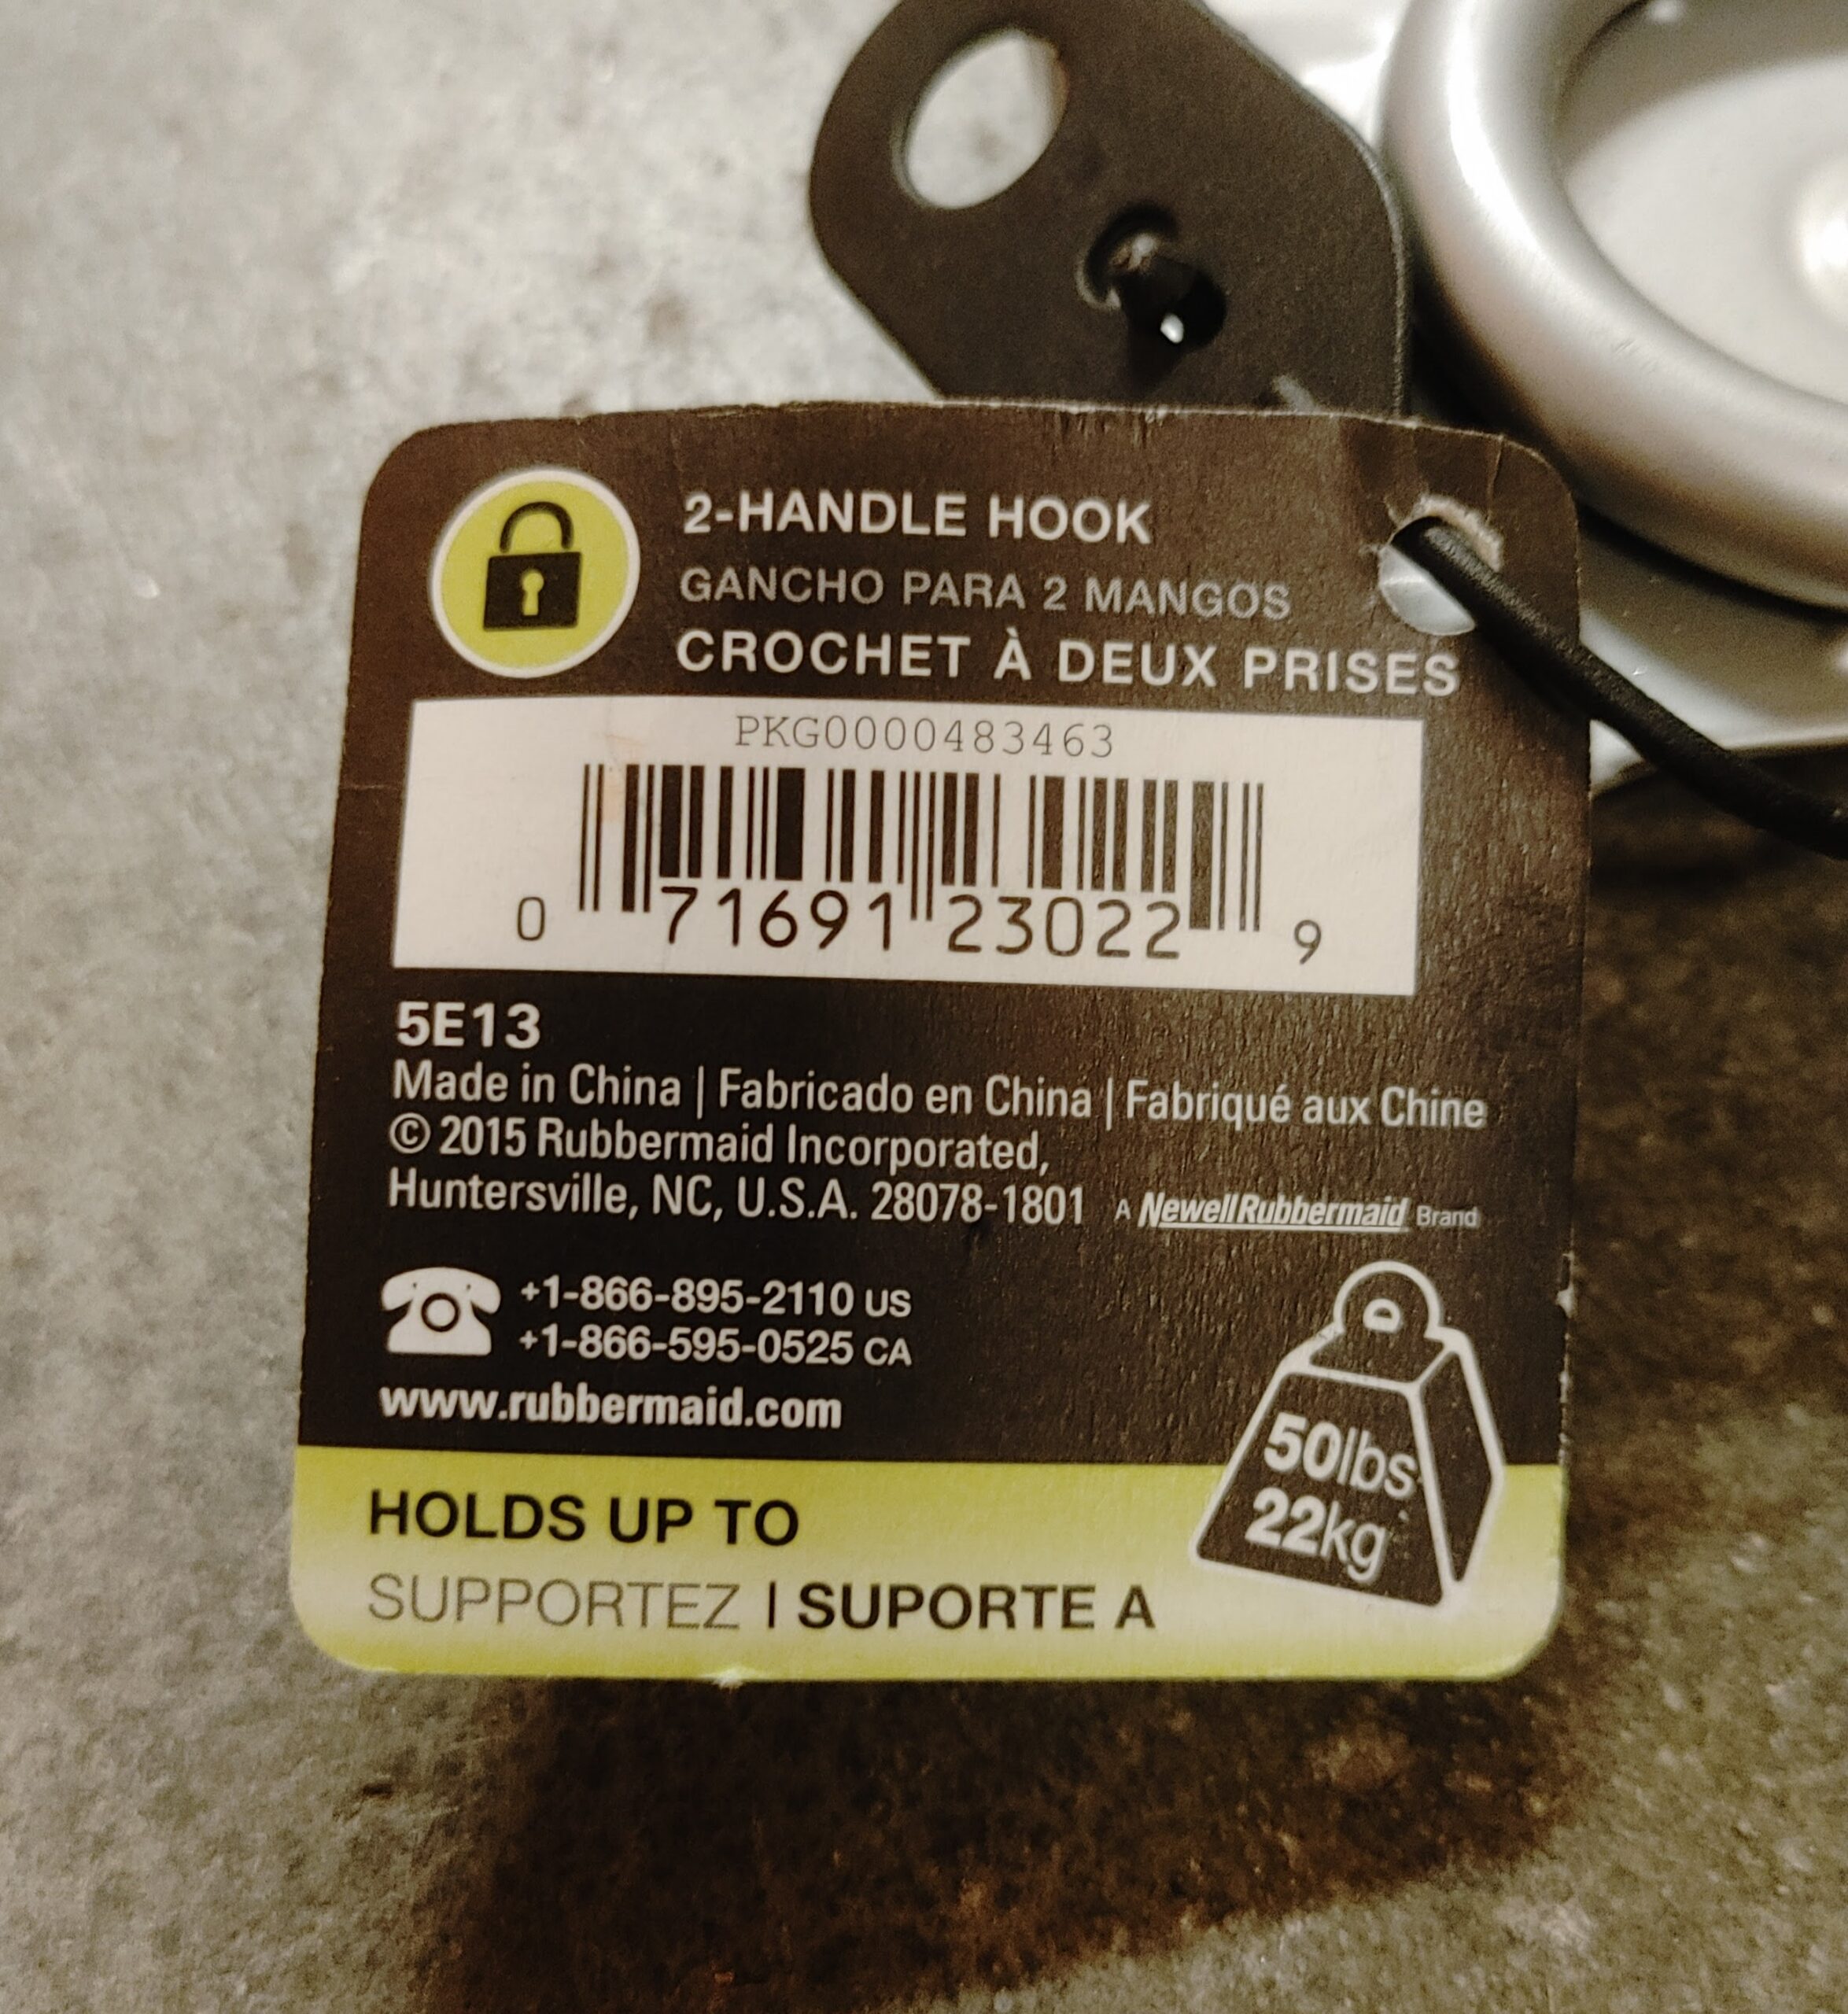 2-HANDLE HOOK
GANCHO PARA 2 MANGOS
CROCHET À DEUX PRISES
PKG0000483463
0 71691 23022 9
5E13
Made in China | Fabricado en China | Fabriqué aux Chine
© 2015 Rubbermaid Incorporated,
Huntersville, NC, U.S.A. 28078-1801 A NewellRubbermaid Brand
+1-866-895-2110 US
+1-866-595-0525 CA
www.rubbermaid.com
50lbs
22kg
HOLDS UP TO
SUPPORTEZ | SUPORTE A